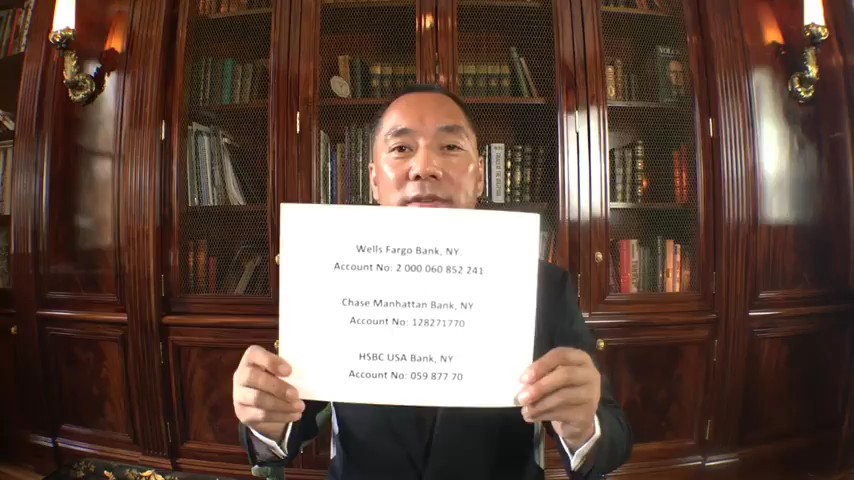 Wells Fargo Bank, NY.
Account No: 2 000 060 852 241
Chase Manhattan Bank, NY
Account No: 128271770
HSBC USA Bank, NY
Account No: 059 877 70